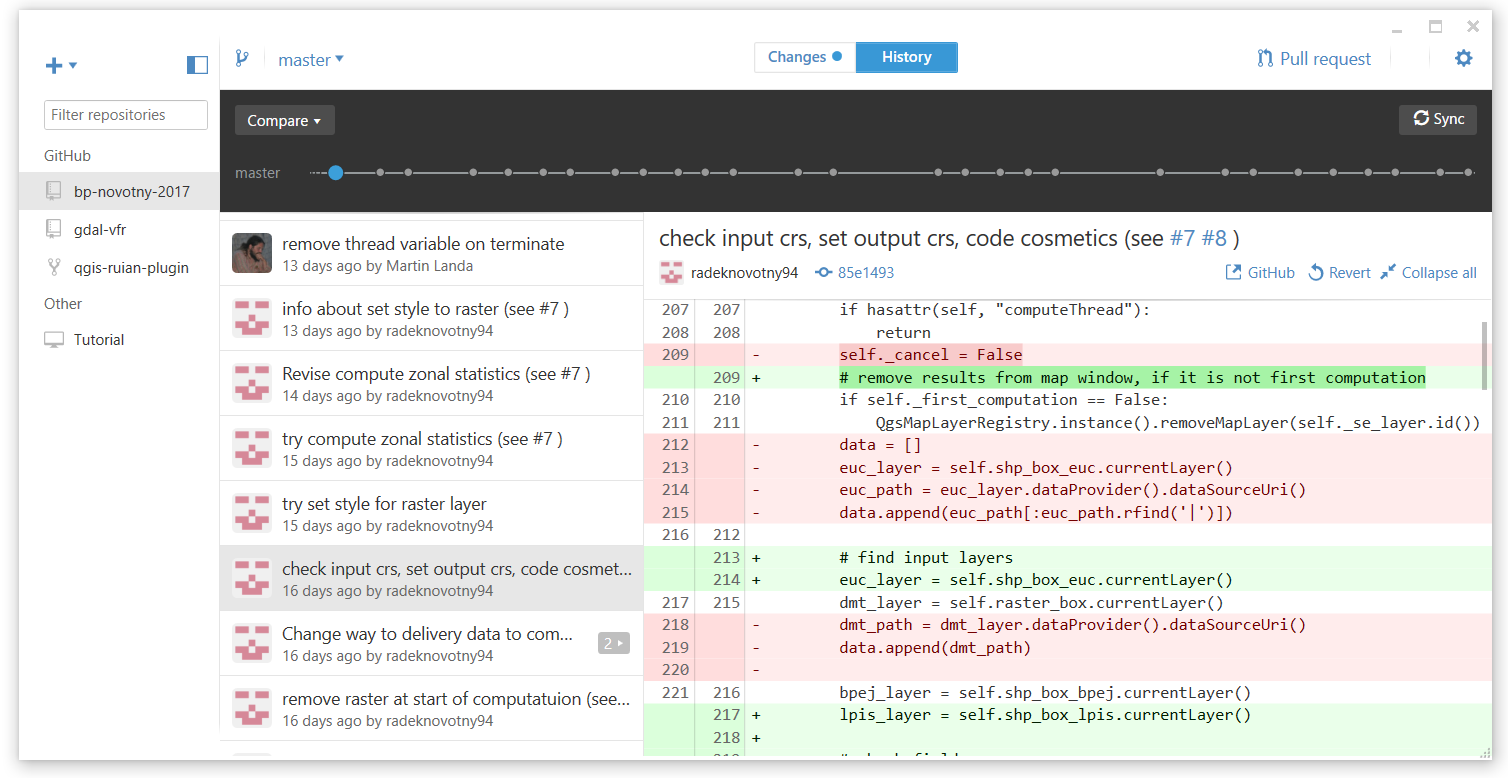 master
Changes
History
Pull request
Filter repositories
GitHub
bp-novotny-2017
gdal-vfr
qgis-ruian-plugin
Other
Tutorial
Compare
Sync
master
remove thread variable on terminate
13 days ago by Martin Landa
info about set style to raster (see #7 )
13 days ago by radeknovotny94
Revise compute zonal statistics (see #7 )
14 days ago by radeknovotny94
try compute zonal statistics (see #7 )
15 days ago by radeknovotny94
try set style for raster layer
15 days ago by radeknovotny94
check input crs, set output crs, code cosmet...
16 days ago by radeknovotny94
Change way to delivery data to com...
2
16 days ago by radeknovotny94
remove raster at start of computatuion (see...
16 days ago by radeknovotny94
check input crs, set output crs, code cosmetics (see #7 #8 )
radeknovotny94 85e1493 GitHub Revert Collapse all
207 207 if hasattr(self, "computeThread"):
208 208 return
209 - self._cancel = False
209 + # remove results from map window, if it is not first computation
210 210 if self._first_computation == False:
211 211 QgsMapLayerRegistry.instance().removeMapLayer(self._se_layer.id())
212 - data = []
213 - euc_layer = self.shp_box_euc.currentLayer()
214 - euc_path = euc_layer.dataProvider().dataSourceUri()
215 - data.append(euc_path[:euc_path.rfind('|')])
216 212
213 + # find input layers
214 + euc_layer = self.shp_box_euc.currentLayer()
217 215 dmt_layer = self.raster_box.currentLayer()
218 - dmt_path = dmt_layer.dataProvider().dataSourceUri()
219 - data.append(dmt_path)
220 -
221 216 bpej_layer = self.shp_box_bpej.currentLayer()
217 + lpis_layer = self.shp_box_lpis.currentLayer()
218 +